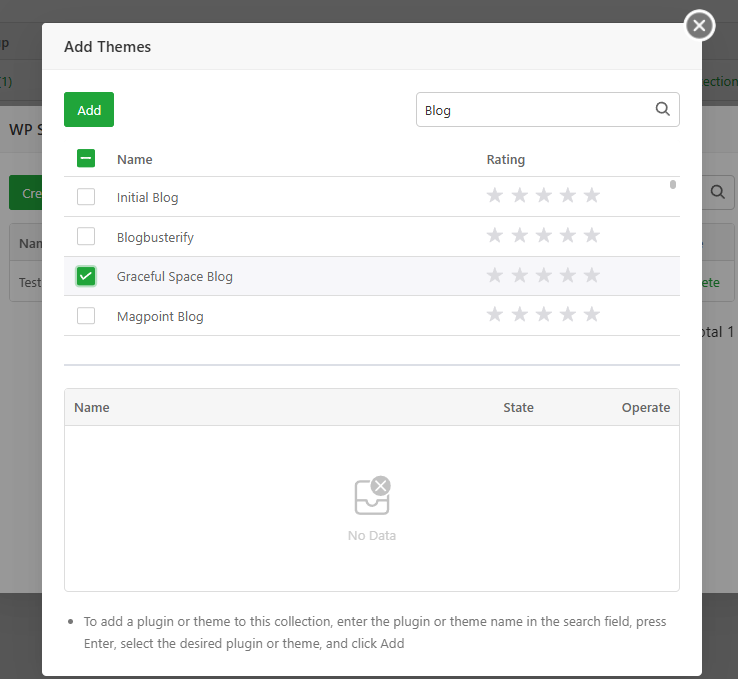 Add Themes
p
(1)
ection
WP S
Add
Blog
Name
Rating
Cre
Initial Blog
Blogbusterify
Nam
Graceful Space Blog
Test
ete
Magpoint Blog
otal 1
Name
State
Operate
No Data
To add a plugin or theme to this collection, enter the plugin or theme name in the search field, press
Enter, select the desired plugin or theme, and click Add